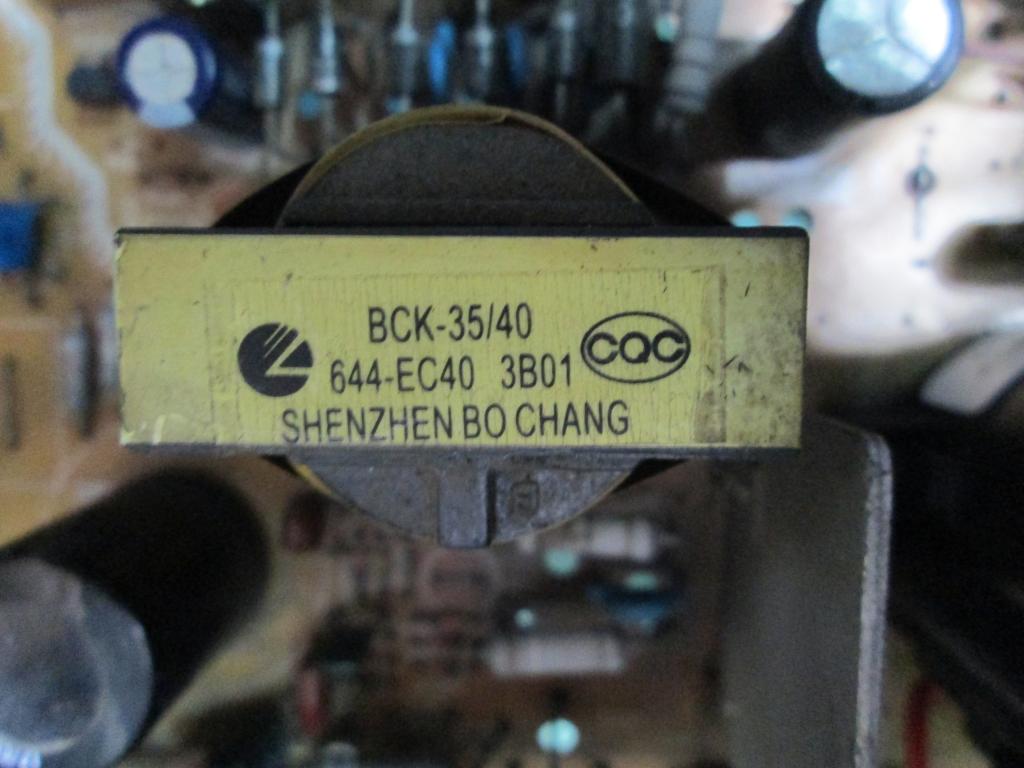 BCK-35/40
644-EC40 3B01
CQC
SHENZHEN BO CHANG